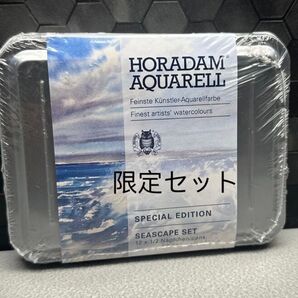 HORADAM®
AQUARELL
Feinste Künstler-Aquarellfarbe
Finest artists' watercolours
限定セット
SPECIAL EDITION
SEASCAPE SET
12 x 1/2 Näpfchen/pans